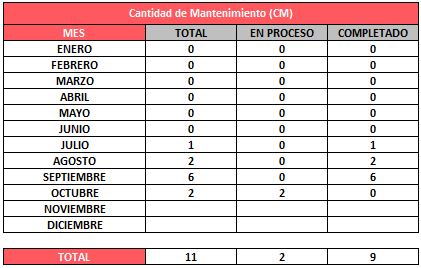 Cantidad de Mantenimiento (CM)
MES TOTAL EN PROCESO COMPLETADO
ENERO 0 0 0
FEBRERO 0 0 0
MARZO 0 0 0
ABRIL 0 0 0
MAYO 0 0 0
JUNIO 0 0 0
JULIO 1 0 1
AGOSTO 2 0 2
SEPTIEMBRE 6 0 6
OCTUBRE 2 2 0
NOVIEMBRE
DICIEMBRE
TOTAL 11 2 9